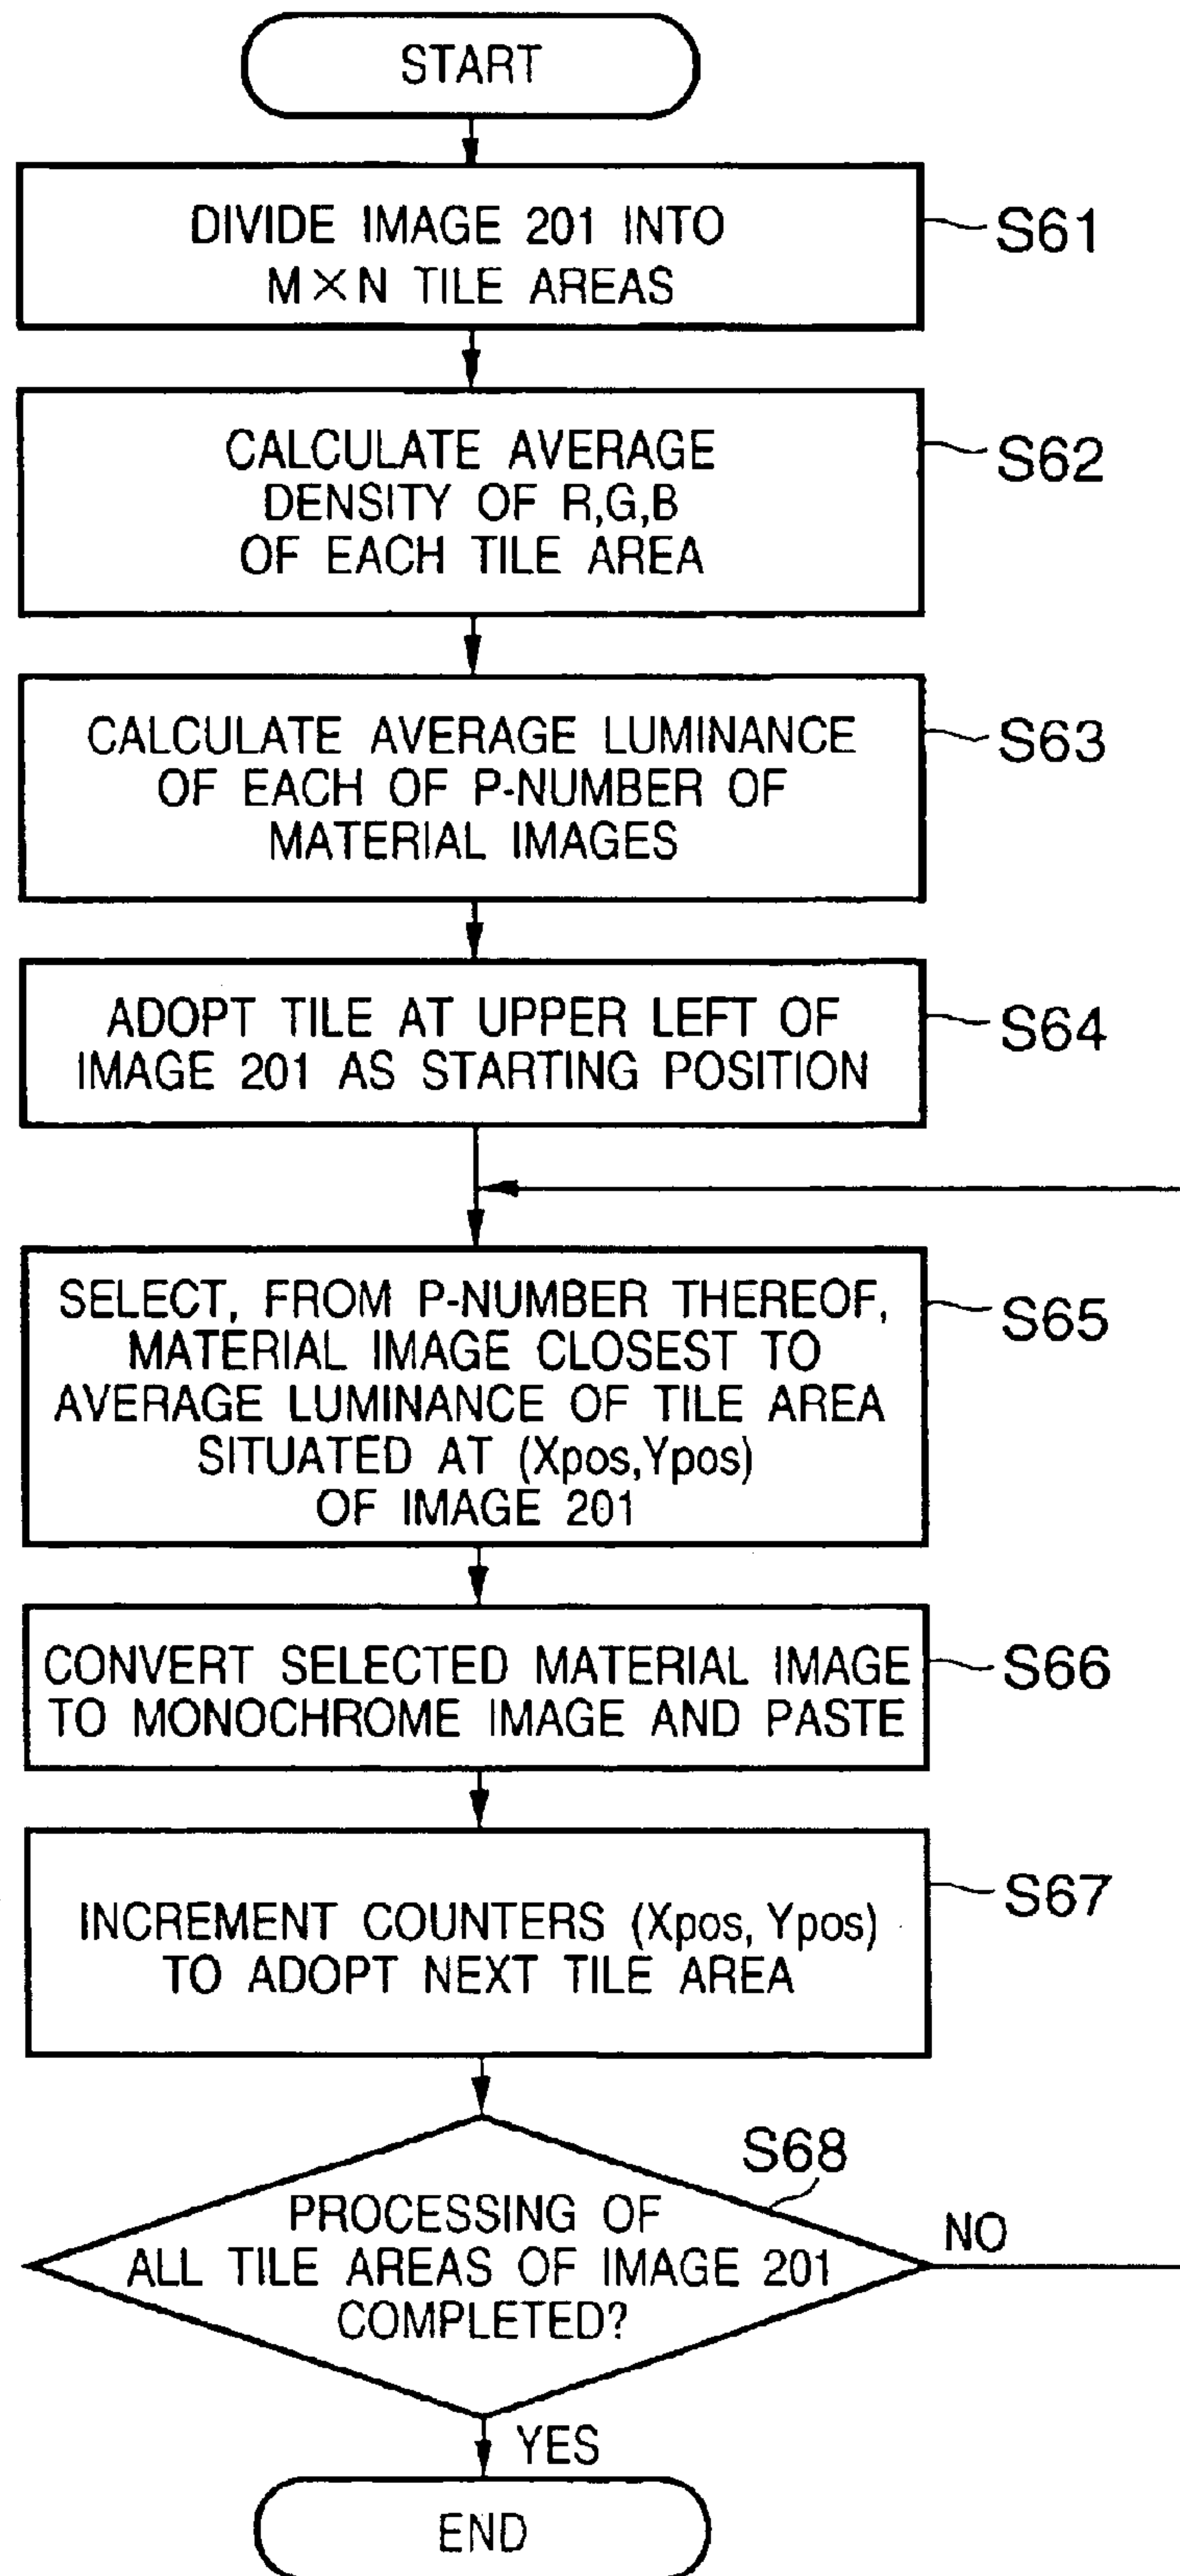 START
DIVIDE IMAGE 201 INTO
M×N TILE AREAS
S61
CALCULATE AVERAGE
DENSITY OF R,G,B
OF EACH TILE AREA
S62
CALCULATE AVERAGE LUMINANCE
OF EACH OF P-NUMBER OF
MATERIAL IMAGES
S63
ADOPT TILE AT UPPER LEFT OF
IMAGE 201 AS STARTING POSITION
S64
SELECT, FROM P-NUMBER THEREOF,
MATERIAL IMAGE CLOSEST TO
AVERAGE LUMINANCE OF TILE AREA
SITUATED AT (Xpos,Ypos)
OF IMAGE 201
S65
CONVERT SELECTED MATERIAL IMAGE
TO MONOCHROME IMAGE AND PASTE
S66
INCREMENT COUNTERS (Xpos, Ypos)
TO ADOPT NEXT TILE AREA
S67
S68
PROCESSING OF
ALL TILE AREAS OF IMAGE 201
COMPLETED?
NO
YES
END